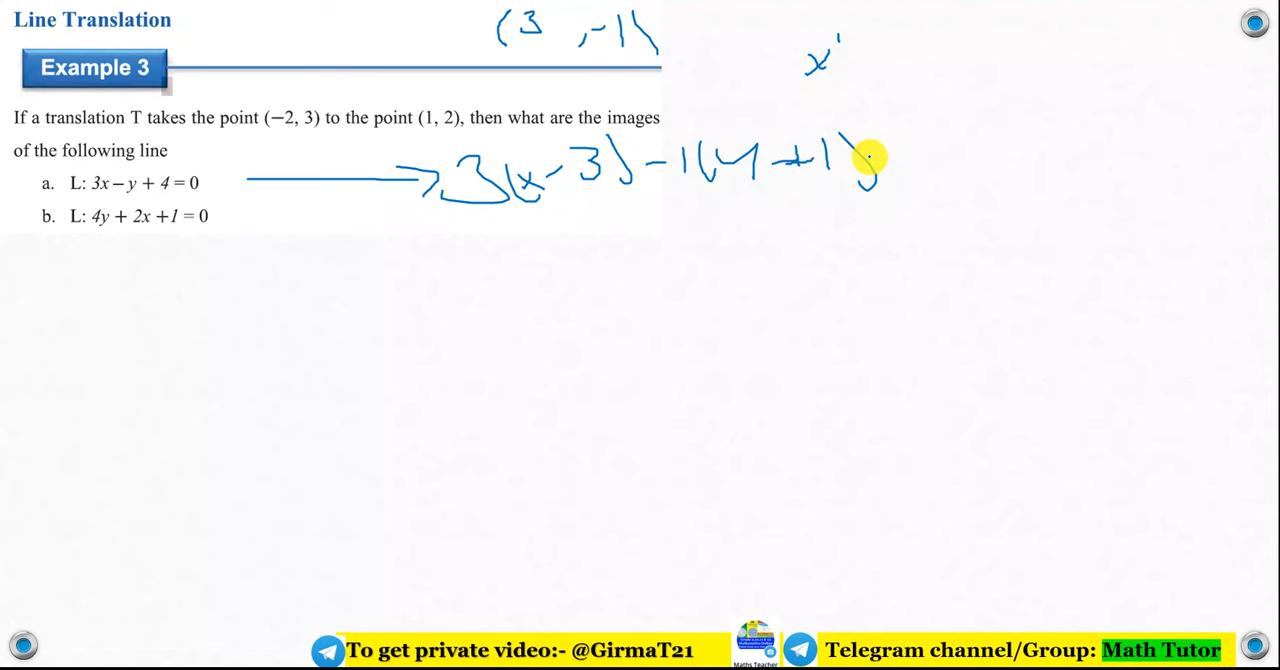 Line Translation
(3 , -1)
x'
Example 3
If a translation T takes the point (−2, 3) to the point (1, 2), then what are the images
of the following line
a. L: 3x – y + 4 = 0
3(x - 3) - 1(y + 1)
b. L: 4y + 2x +1 = 0
To get private video:- @GirmaT21
Maths Teacher
Telegram channel/Group: Math Tutor